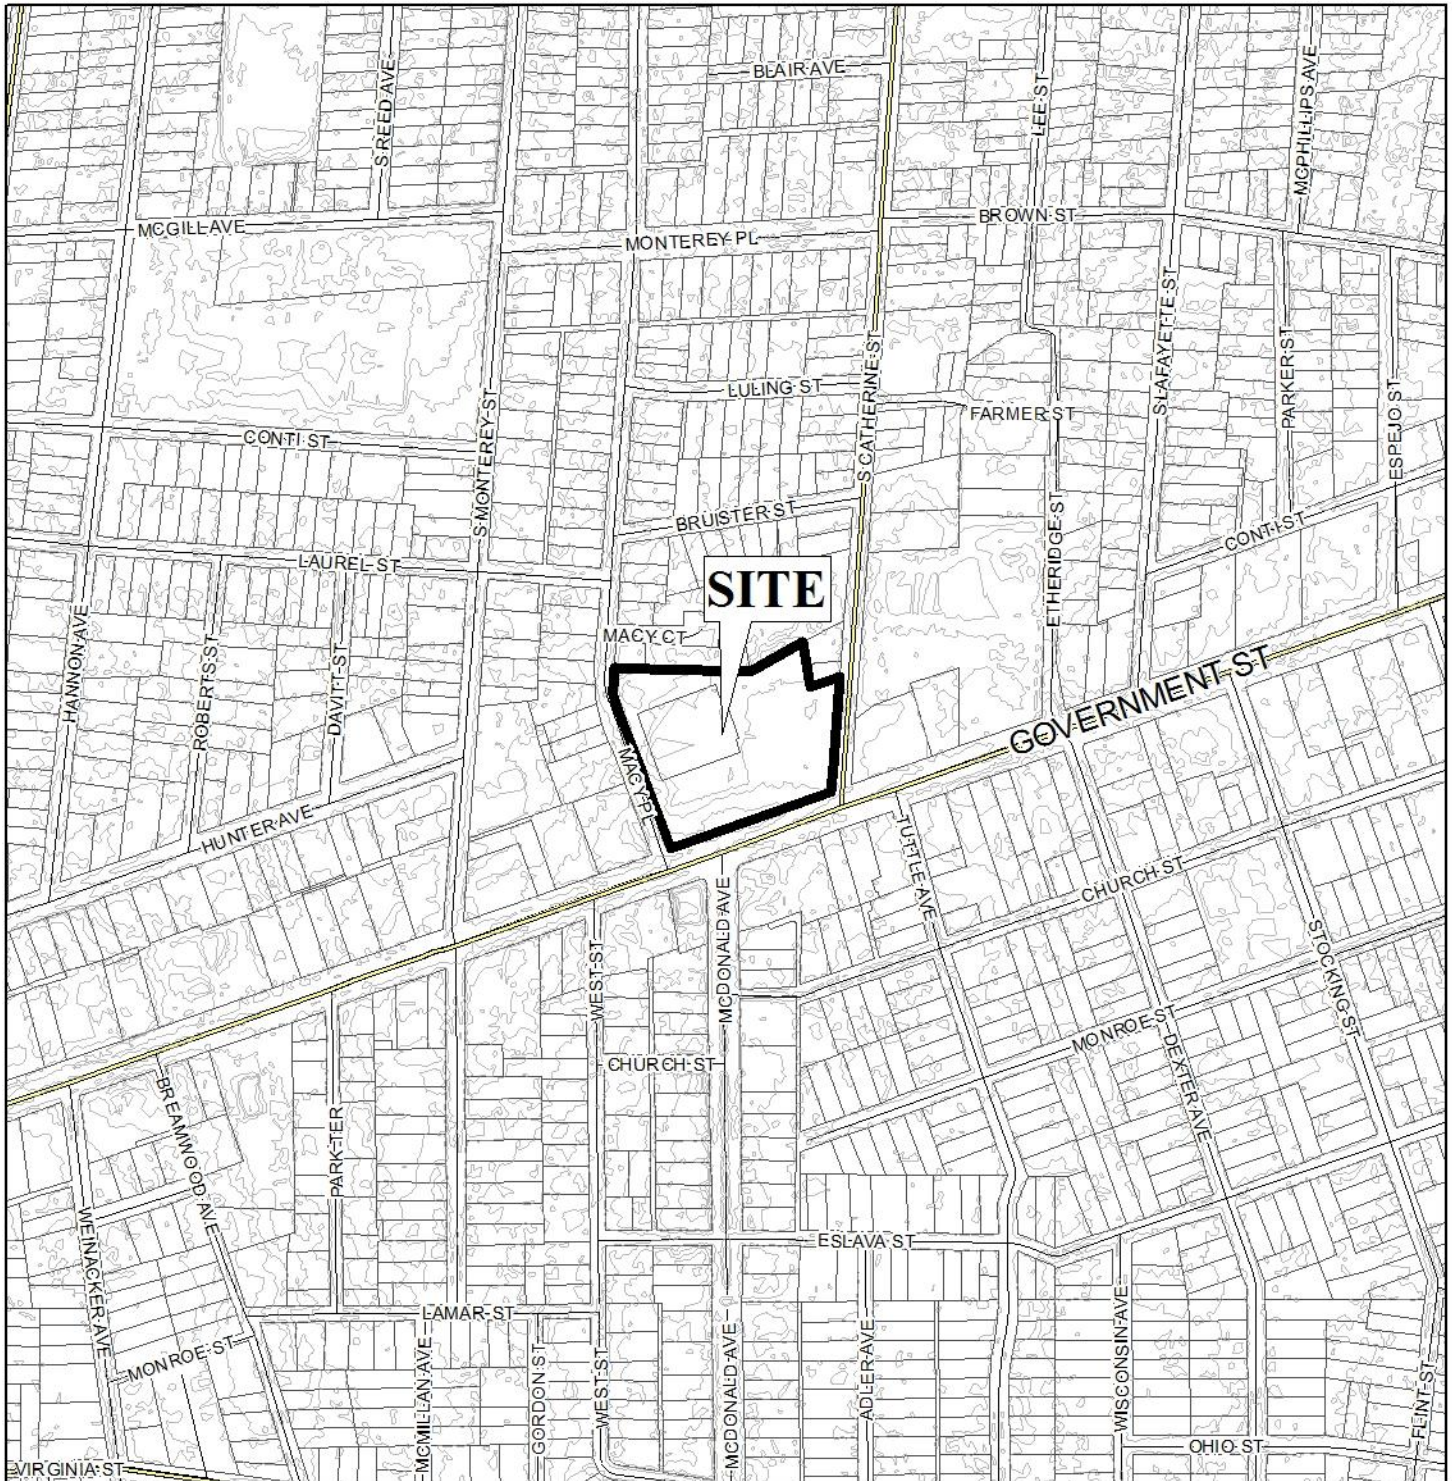 BLAIR AVE
S REED AVE
LEE ST
MCPHILLIPS AVE
MCGILL AVE
MONTEREY PL
BROWN ST
S LAFAYETTE ST
PARKER ST
ESPEJO ST
LULING ST
S CATHERINE ST
FARMER ST
CONTI ST
S MONTEREY ST
BRUISTER ST
CONTI ST
ETHERIDGE ST
LAUREL ST
SITE
HANNON AVE
ROBERTS ST
DAVITT ST
MACY CT
GOVERNMENT ST
MACY PL
HUNTER AVE
TUTTLE AVE
CHURCH ST
MCDONALD AVE
WEST ST
STOCKING ST
MONROE ST
CHURCH ST
DEXTER AVE
BREAMWOOD AVE
PARK TER
WEINACKER AVE
ESLAVA ST
LAMAR ST
MONROE ST
MCMILLAN AVE
GORDON ST
WEST ST
MCDONALD AVE
ADLER AVE
WISCONSIN AVE
FLINT ST
OHIO ST
VIRGINIA ST